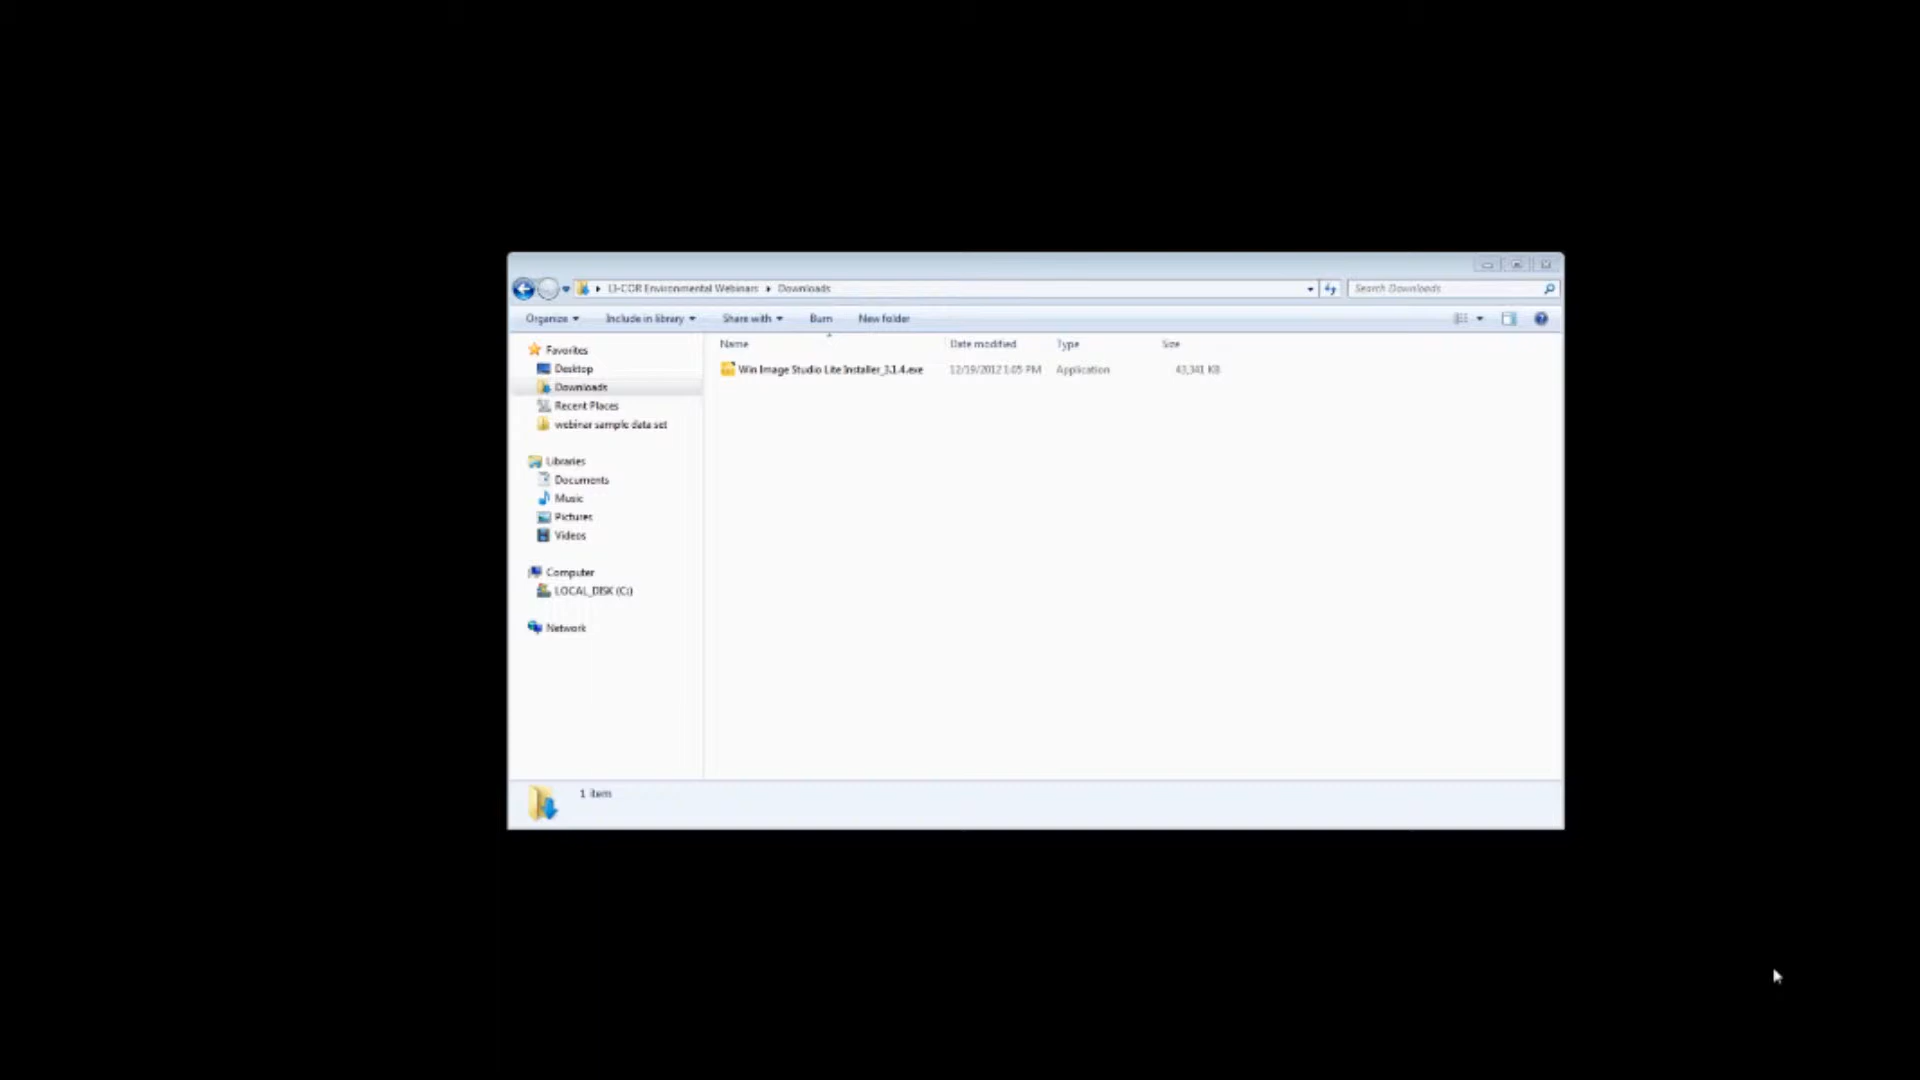 LI-COR Environmental Webinars Downloads
Search Downloads
Organize Include in library Share with Burn New folder
Name Date modified Type Size
Win Image Studio Lite Installer_3.1.4.exe 12/19/2012 1:05 PM Application 43,341 KB
Favorites
Desktop
Downloads
Recent Places
webinar sample data set
Libraries
Documents
Music
Pictures
Videos
Computer
LOCAL_DISK (C:)
Network
1 item